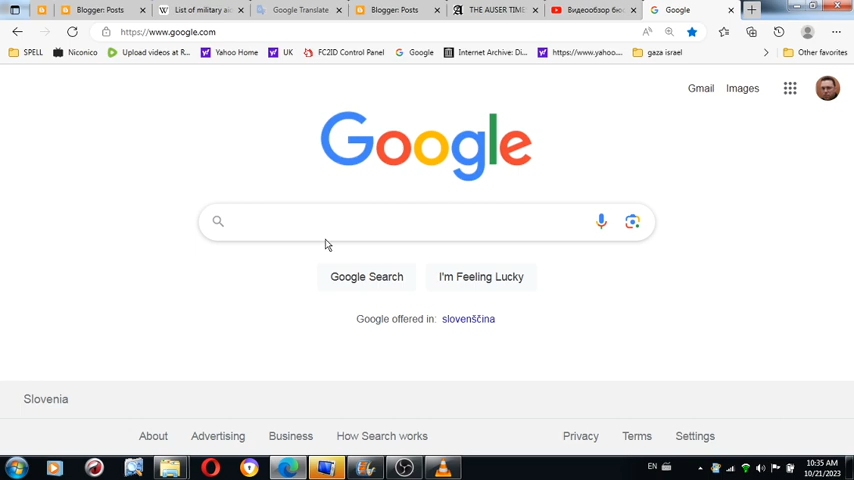 Blogger: Posts
List of military aid
Google Translate
Blogger: Posts
THE AUSER TIME
Видеообзор бюс
Google
https://www.google.com
SPELL
Niconico
Upload videos at R...
Yahoo Home
UK
FC2ID Control Panel
Google
Internet Archive: Di...
https://www.yahoo....
gaza israel
Other favorites
Gmail
Images
Google
Google Search
I'm Feeling Lucky
Google offered in: slovenščina
Slovenia
About
Advertising
Business
How Search works
Privacy
Terms
Settings
EN
10:35 AM
10/21/2023